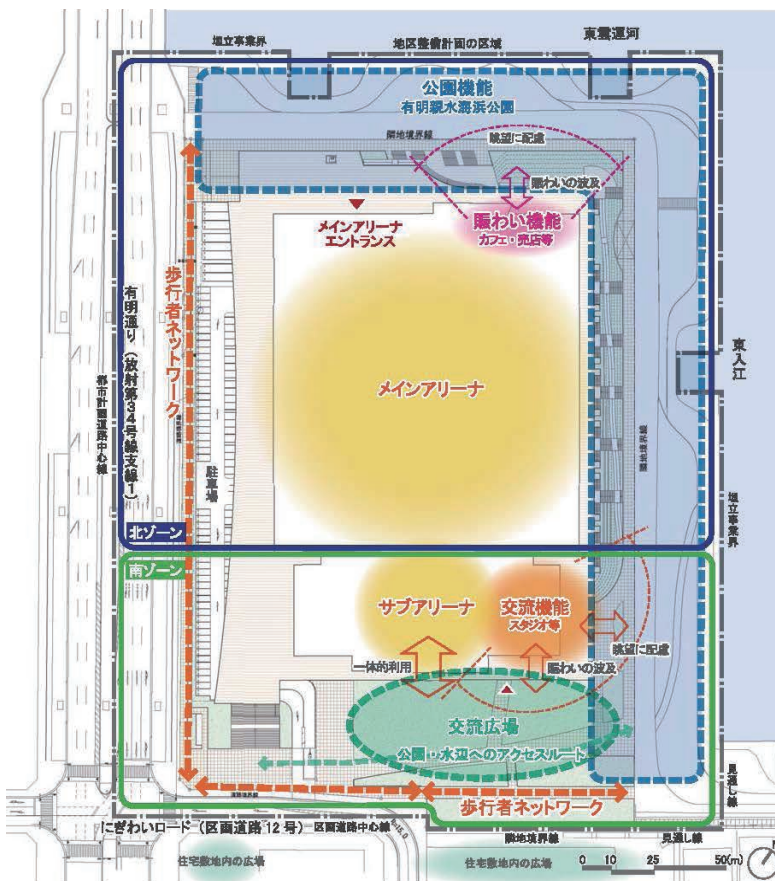 埋立事業界
地区整備計画の区域
東雲運河
公園機能
有明親水海浜公園
隣地境界線
眺望に配慮
賑わいの波及
メインアリーナ
エントランス
賑わい機能
カフェ・売店等
歩行者ネットワーク
有明通り（放射第34号線支線1）
都市計画道路中心線
メインアリーナ
東入江
駐車場
隣地境界線
埋立事業界
北ゾーン
南ゾーン
サブアリーナ
交流機能
スタジオ等
眺望に配慮
一体的利用
賑わいの波及
交流広場
公園・水辺へのアクセスルート
見通し線
歩行者ネットワーク
にぎわいロード（区画道路12号）
区画道路中心線
隣地境界線
見通し線
住宅敷地内の広場
住宅敷地内の広場
0 10 25 50(m)